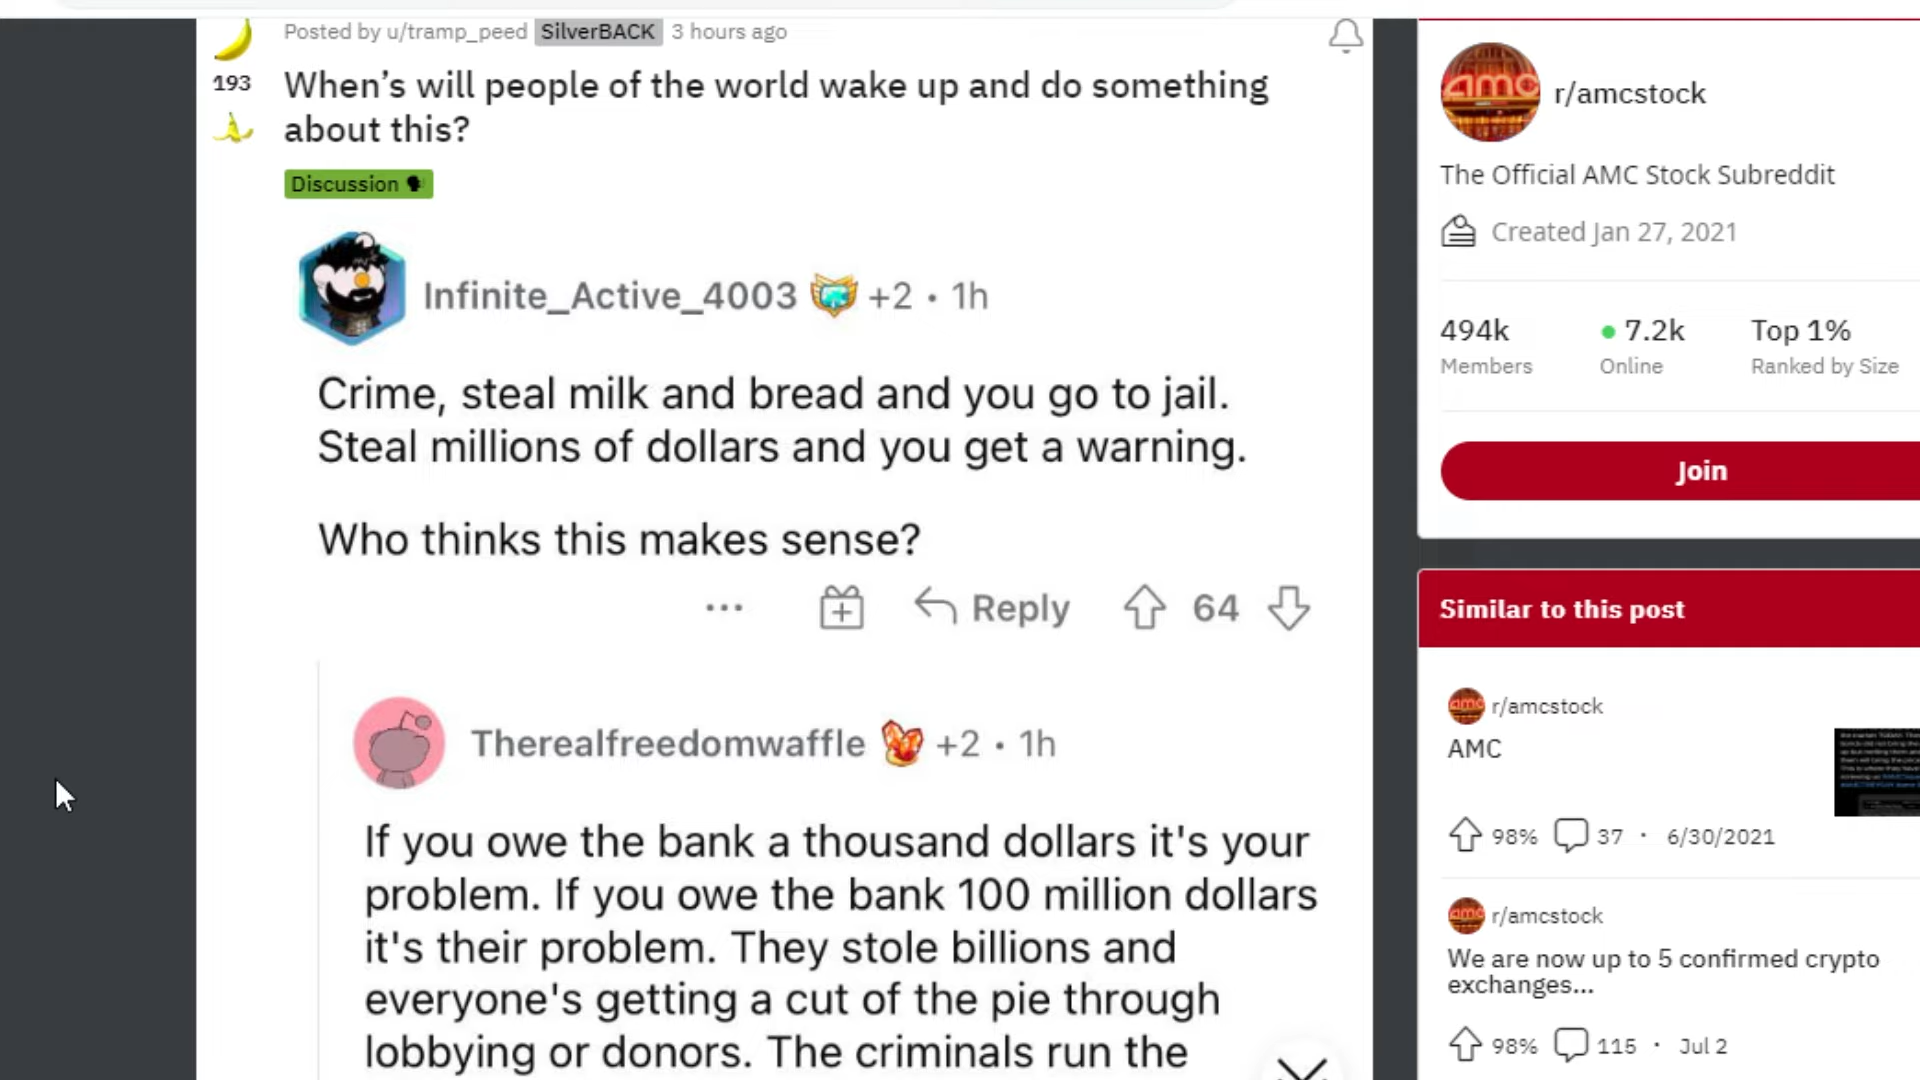 Posted by u/tramp_peed SilverBACK 3 hours ago
193
When's will people of the world wake up and do something
about this?
Discussion
Infinite_Active_4003 +2 • 1h
Crime, steal milk and bread and you go to jail.
Steal millions of dollars and you get a warning.
Who thinks this makes sense?
... Reply 64
Therealfreedomwaffle +2 • 1h
If you owe the bank a thousand dollars it's your
problem. If you owe the bank 100 million dollars
it's their problem. They stole billions and
everyone's getting a cut of the pie through
lobbying or donors. The criminals run the
amc r/amcstock
The Official AMC Stock Subreddit
Created Jan 27, 2021
494k 7.2k Top 1%
Members Online Ranked by Size
Join
Similar to this post
amc r/amcstock
AMC
98% 37 · 6/30/2021
amc r/amcstock
We are now up to 5 confirmed crypto
exchanges...
98% 115 · Jul 2